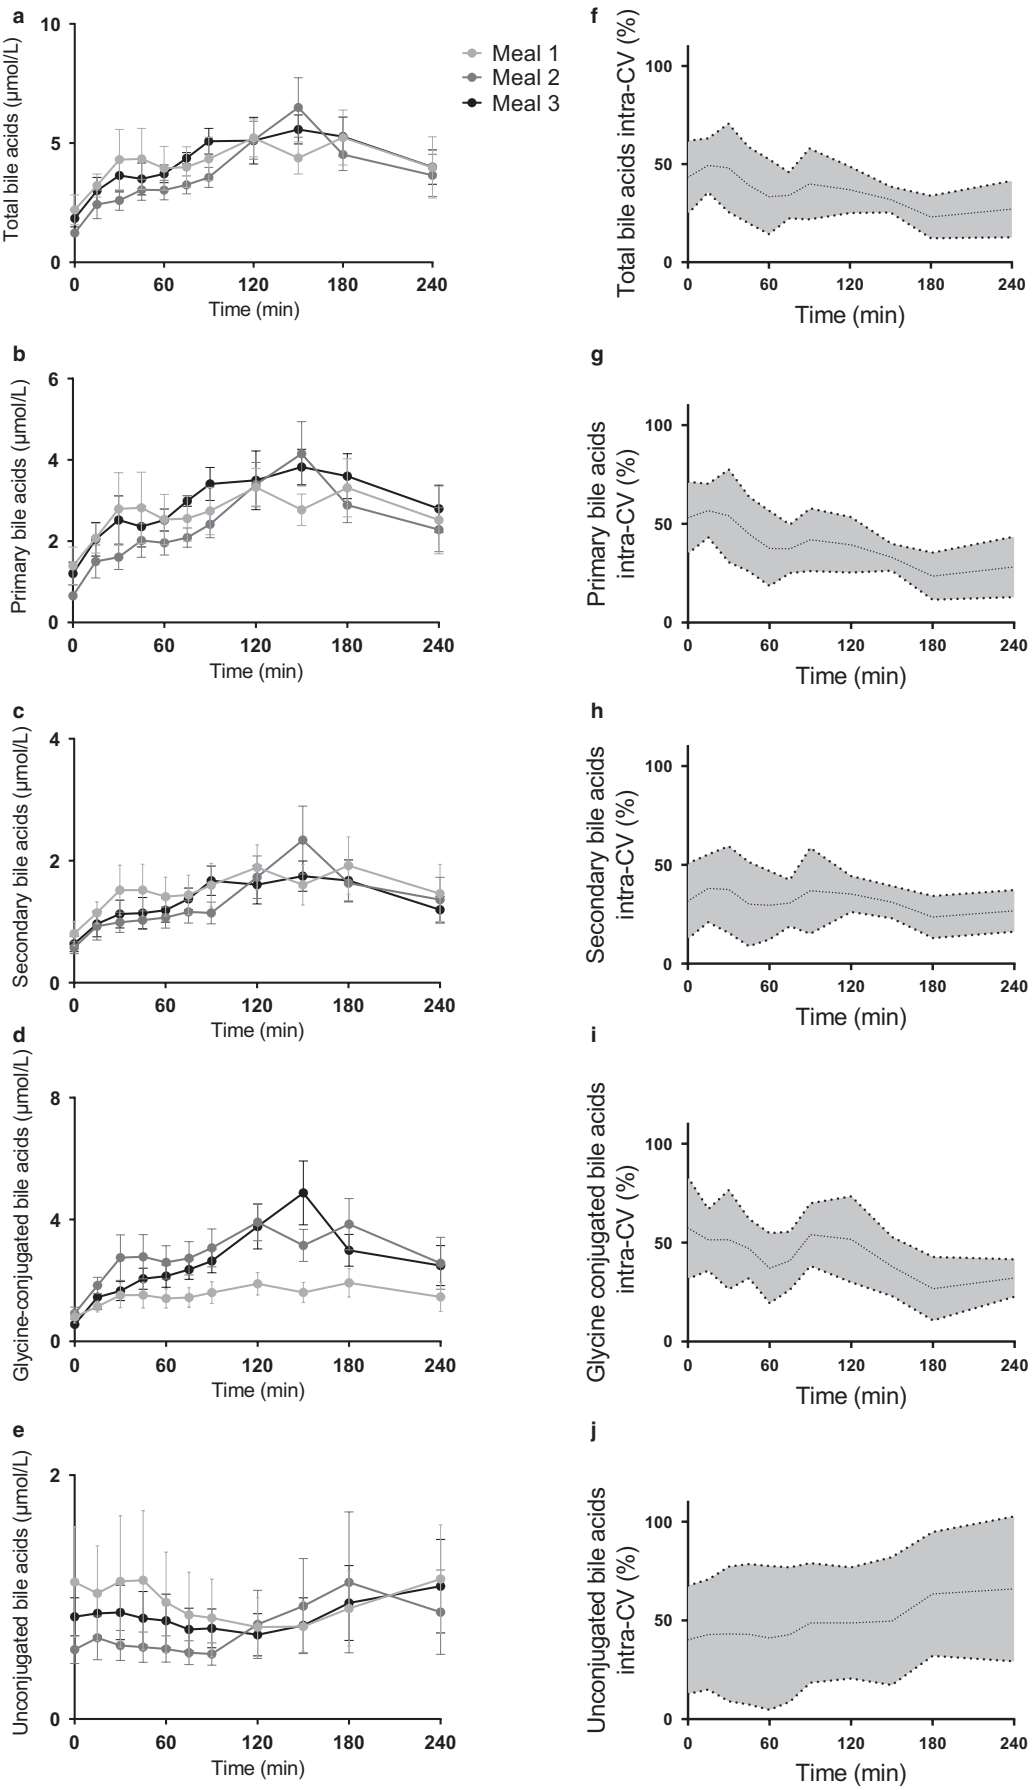 a
Total bile acids (µmol/L)
10
5
0
0 60 120 180 240
Time (min)
Meal 1
Meal 2
Meal 3
f
Total bile acids intra-CV (%)
100
50
0
0 60 120 180 240
Time (min)
b
Primary bile acids (µmol/L)
6
4
2
0
0 60 120 180 240
Time (min)
g
Primary bile acids
intra-CV (%)
100
50
0
0 60 120 180 240
Time (min)
c
Secondary bile acids (µmol/L)
4
2
0
0 60 120 180 240
Time (min)
h
Secondary bile acids
intra-CV (%)
100
50
0
0 60 120 180 240
Time (min)
d
Glycine-conjugated bile acids (µmol/L)
8
4
0
0 60 120 180 240
Time (min)
i
Glycine conjugated bile acids
intra-CV (%)
100
50
0
0 60 120 180 240
Time (min)
e
Unconjugated bile acids (µmol/L)
2
0
0 60 120 180 240
Time (min)
j
Unconjugated bile acids
intra-CV (%)
100
50
0
0 60 120 180 240
Time (min)